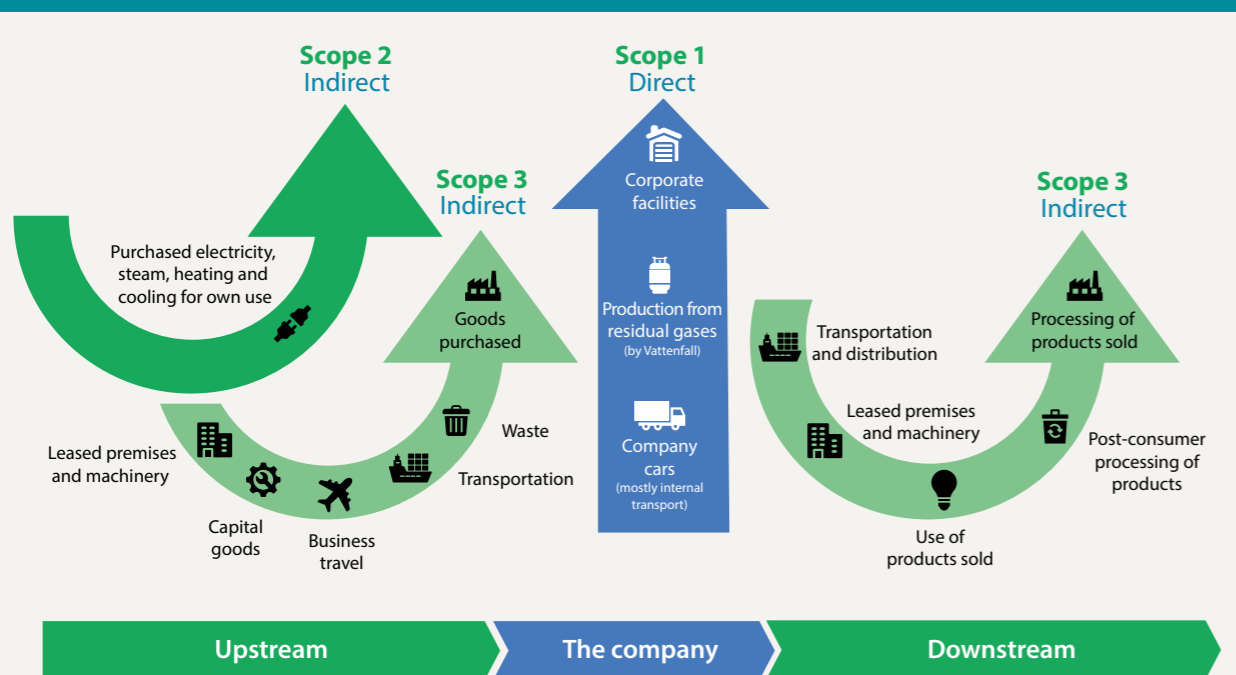 Scope 2
Indirect
Purchased electricity,
steam, heating and
cooling for own use
Scope 3
Indirect
Goods
purchased
Waste
Transportation
Business
travel
Capital
goods
Leased premises
and machinery
Scope 1
Direct
Corporate
facilities
Production from
residual gases
(by Vattenfall)
Company
cars
(mostly internal
transport)
Scope 3
Indirect
Processing of
products sold
Transportation
and distribution
Leased premises
and machinery
Use of
products sold
Post-consumer
processing of
products
Upstream
The company
Downstream